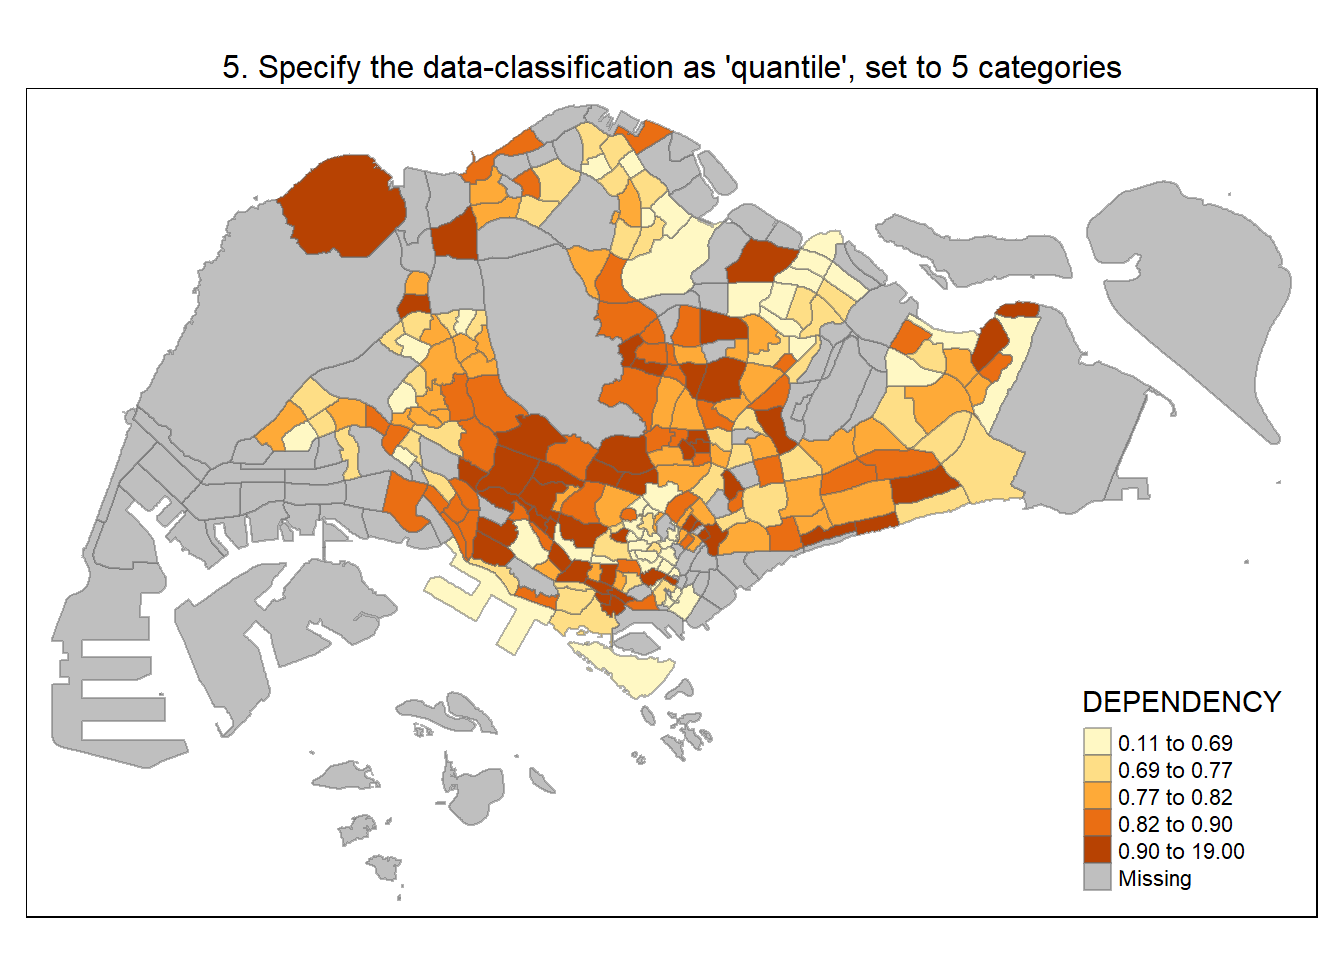 5. Specify the data-classification as 'quantile', set to 5 categories
DEPENDENCY
0.11 to 0.69
0.69 to 0.77
0.77 to 0.82
0.82 to 0.90
0.90 to 19.00
Missing